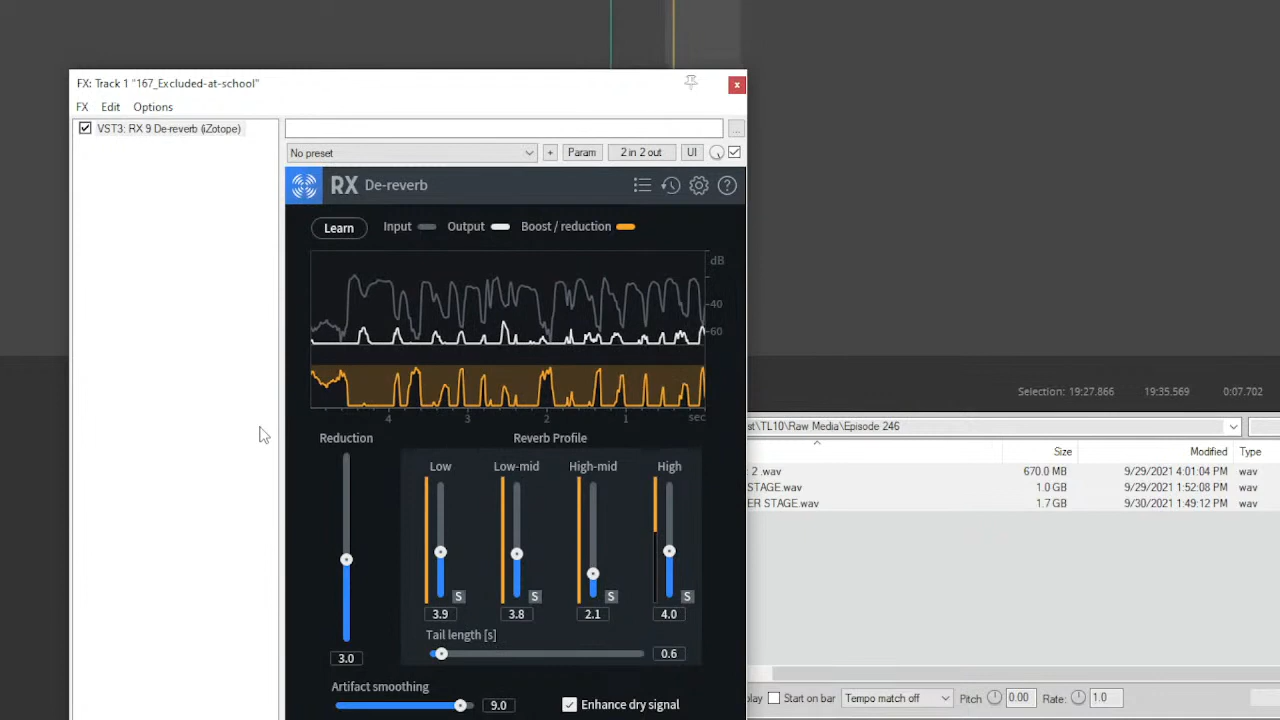 FX: Track 1 "167_Excluded-at-school"
x
FX Edit Options
VST3: RX 9 De-reverb (iZotope)
...
No preset + Param 2 in 2 out UI
RX De-reverb ?
Learn Input Output Boost / reduction
dB
-40
-60
4 3 2 1 sec
Selection: 19:27.866 19:35.569 0:07.702
st\TL10\Raw Media\Episode 246
Size Modified Type
2 .wav 670.0 MB 9/29/2021 4:01:04 PM wav
STAGE.wav 1.0 GB 9/29/2021 1:52:08 PM wav
ER STAGE.wav 1.7 GB 9/30/2021 1:49:12 PM wav
Reduction Reverb Profile
Low Low-mid High-mid High
S S S S
3.9 3.8 2.1 4.0
Tail length [s]
0.6
3.0
Artifact smoothing
9.0 Enhance dry signal
play Start on bar Tempo match off Pitch 0.00 Rate: 1.0